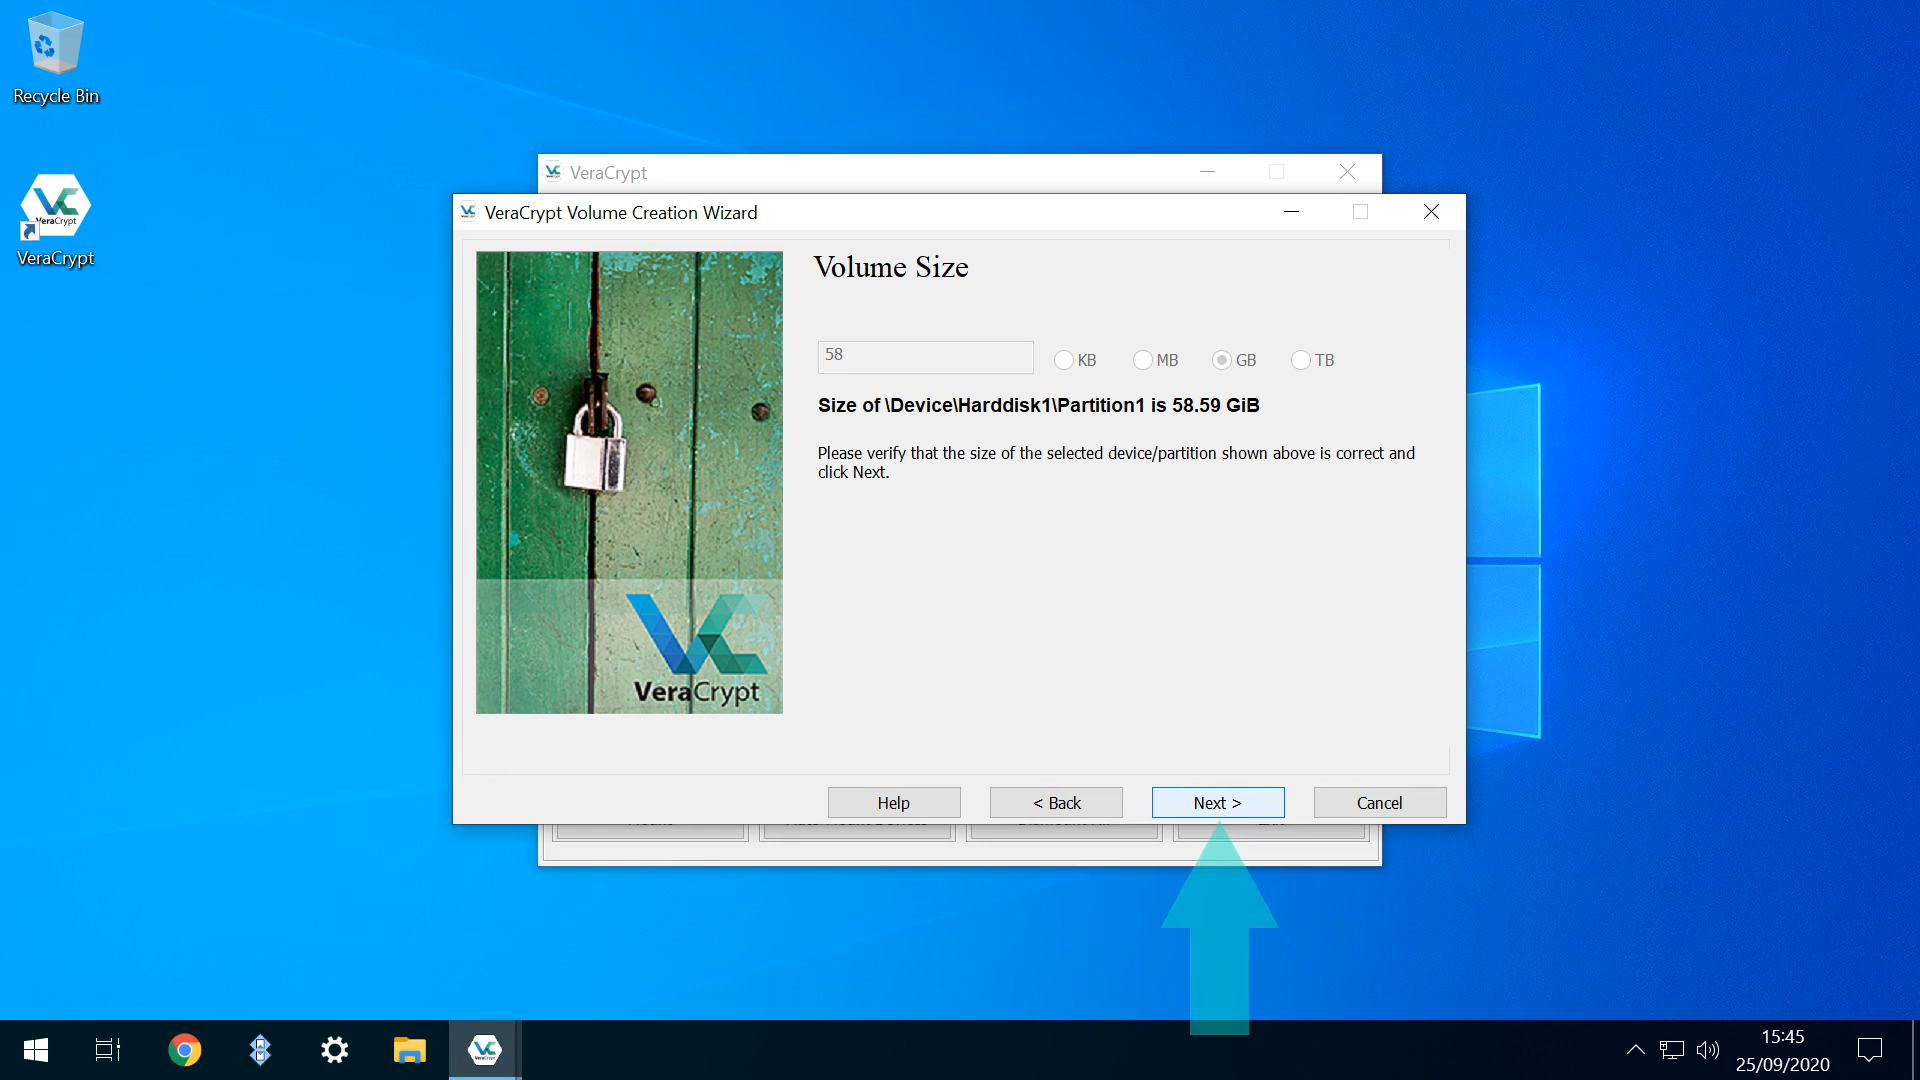 Recycle Bin
VeraCrypt
VeraCrypt
VeraCrypt
VeraCrypt Volume Creation Wizard
Volume Size
58
KB
MB
GB
TB
Size of \Device\Harddisk1\Partition1 is 58.59 GiB
Please verify that the size of the selected device/partition shown above is correct and
click Next.
VeraCrypt
Help
< Back
Next >
Cancel
15:45
25/09/2020